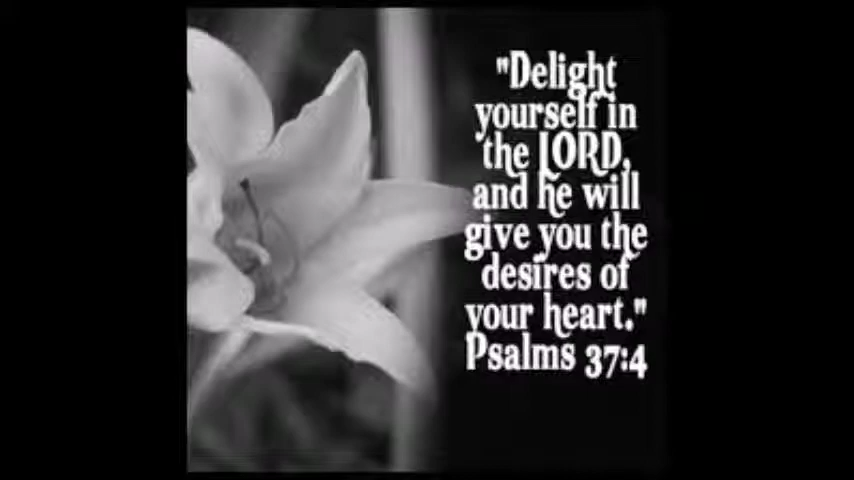 "Delight
yourself in
the LORD,
and he will
give you the
desires of
your heart."
Psalms 37:4